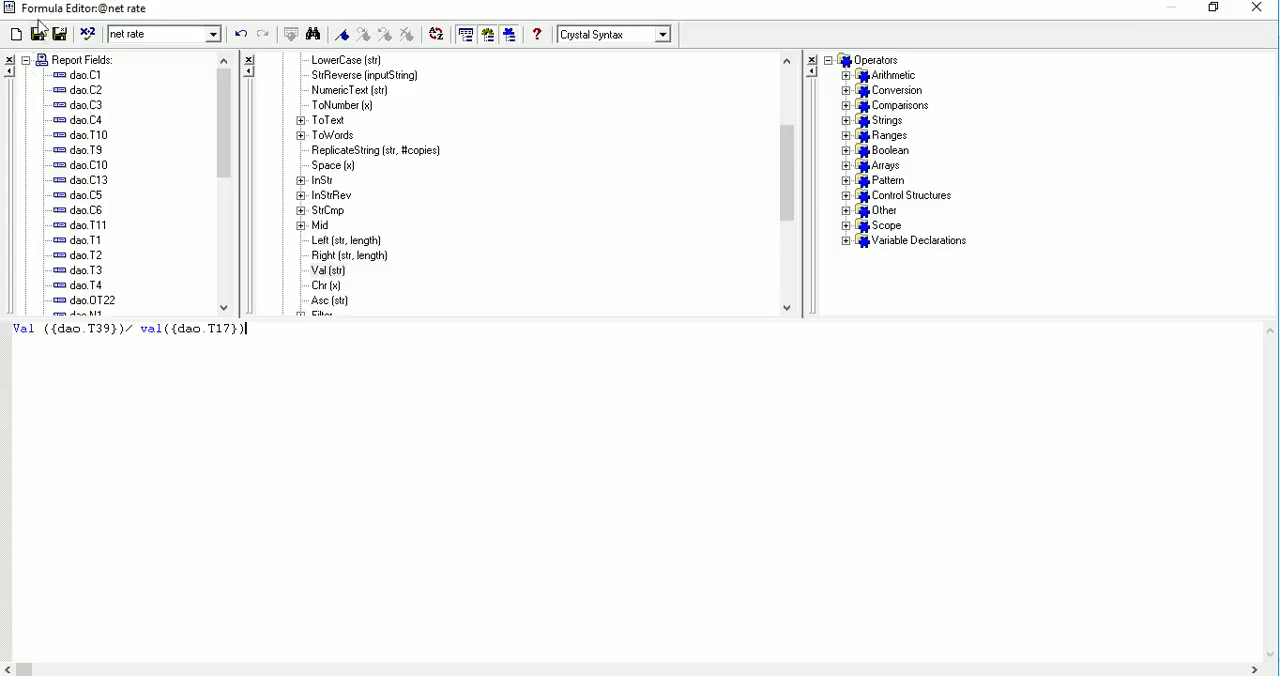 Formula Editor:@net rate
x-2 net rate ? Crystal Syntax
Report Fields:
dao.C1
dao.C2
dao.C3
dao.C4
dao.T10
dao.T9
dao.C10
dao.C13
dao.C5
dao.C6
dao.T11
dao.T1
dao.T2
dao.T3
dao.T4
dao.OT22
dao.N1
LowerCase (str)
StrReverse (inputString)
NumericText (str)
ToNumber (x)
ToText
ToWords
ReplicateString (str, #copies)
Space (x)
InStr
InStrRev
StrCmp
Mid
Left (str, length)
Right (str, length)
Val (str)
Chr (x)
Asc (str)
Filter
Operators
Arithmetic
Conversion
Comparisons
Strings
Ranges
Boolean
Arrays
Pattern
Control Structures
Other
Scope
Variable Declarations
Val ({dao.T39})/ val({dao.T17})